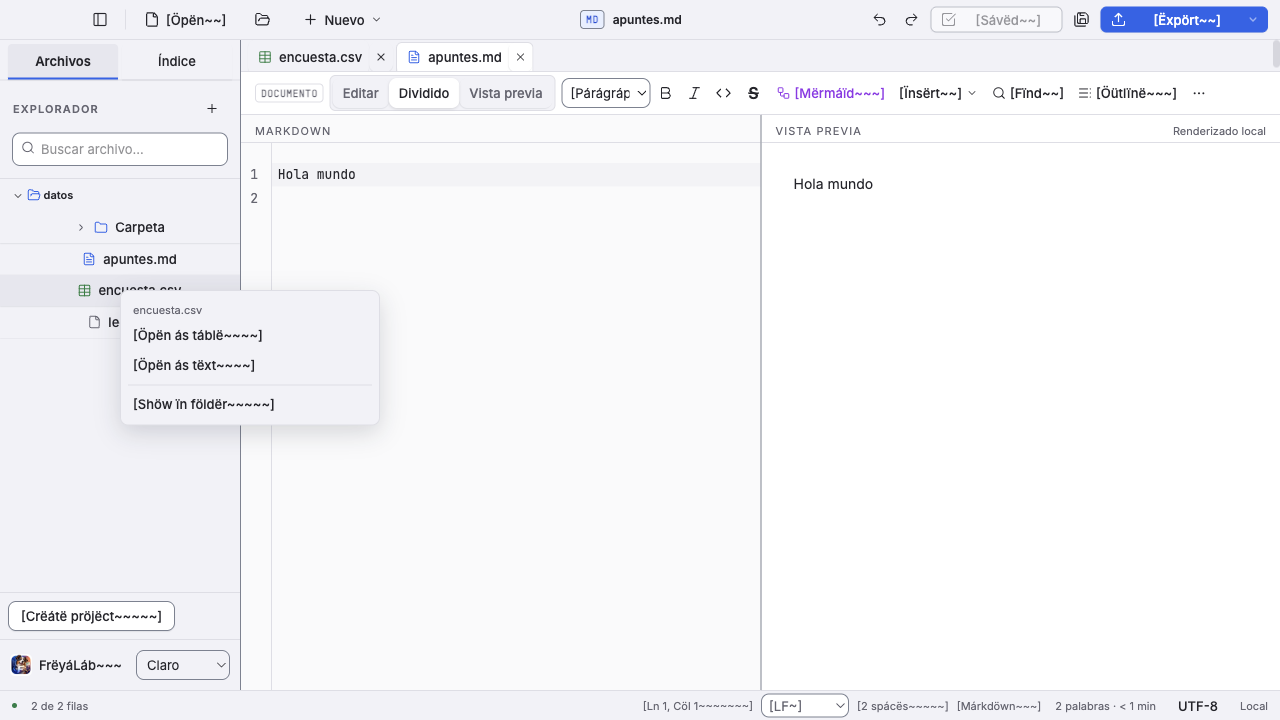 [Öpën~~] Nuevo MD apuntes.md [Sávëd~~] [Ëxpört~~]
Archivos Índice
encuesta.csv apuntes.md
DOCUMENTO Editar Dividido Vista previa [Párágráp B I S [Mërmáïd~~~] [Ïnsërt~~] [Fïnd~~] [Öütlïnë~~~] ...
EXPLORADOR
Buscar archivo...
datos
Carpeta
apuntes.md
encuesta.csv
le
encuesta.csv
[Öpën ás táblë~~~~]
[Öpën ás tëxt~~~~]
[Shöw ïn földër~~~~~]
MARKDOWN
1 Hola mundo
2
VISTA PREVIA Renderizado local
Hola mundo
[Crëátë pröjëct~~~~~]
FrëyáLáb~~~ Claro
2 de 2 filas [Ln 1, Cöl 1~~~~~~~] [LF~] [2 spácës~~~~~] [Márkdöwn~~~] 2 palabras · < 1 min UTF-8 Local